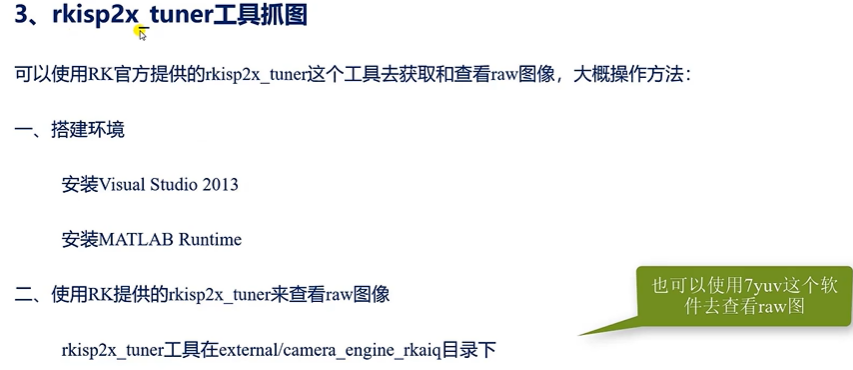 3、rkisp2x_tuner工具抓图
可以使用RK官方提供的rkisp2x_tuner这个工具去获取和查看raw图像，大概操作方法：
一、搭建环境
安装Visual Studio 2013
安装MATLAB Runtime
二、使用RK提供的rkisp2x_tuner来查看raw图像
也可以使用7yuv这个软
件去查看raw图
rkisp2x_tuner工具在external/camera_engine_rkaiq目录下